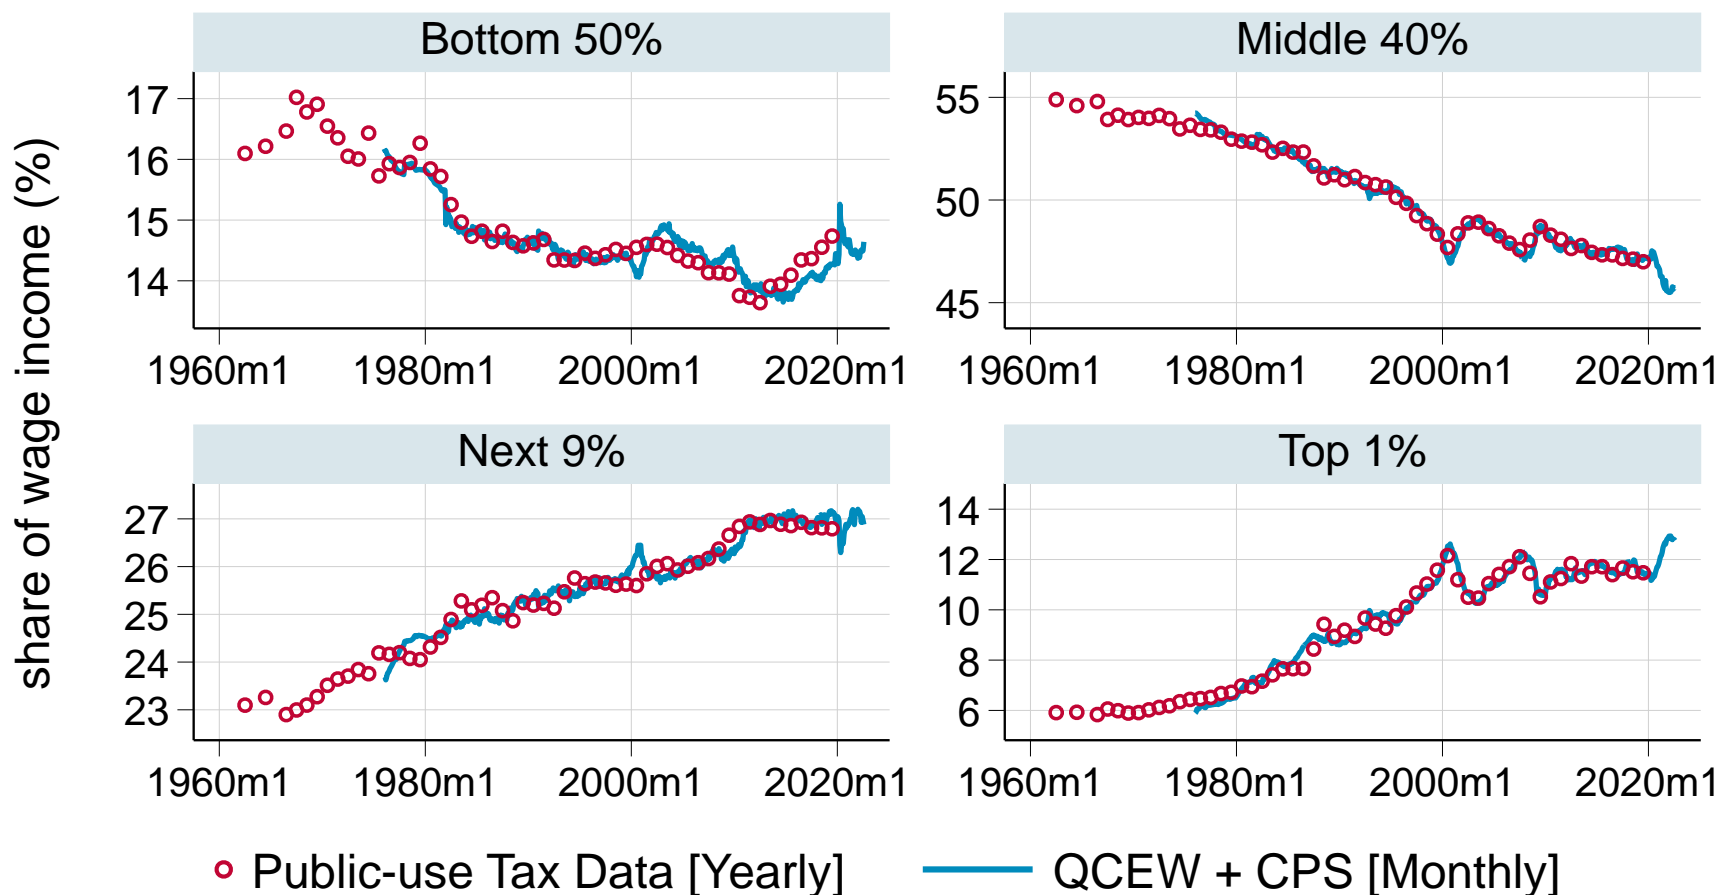 share of wage income (%)
Bottom 50%
17
16
15
14
1960m1 1980m1 2000m1 2020m1
Middle 40%
55
50
45
1960m1 1980m1 2000m1 2020m1
Next 9%
27
26
25
24
23
1960m1 1980m1 2000m1 2020m1
Top 1%
14
12
10
8
6
1960m1 1980m1 2000m1 2020m1
Public-use Tax Data [Yearly] QCEW + CPS [Monthly]